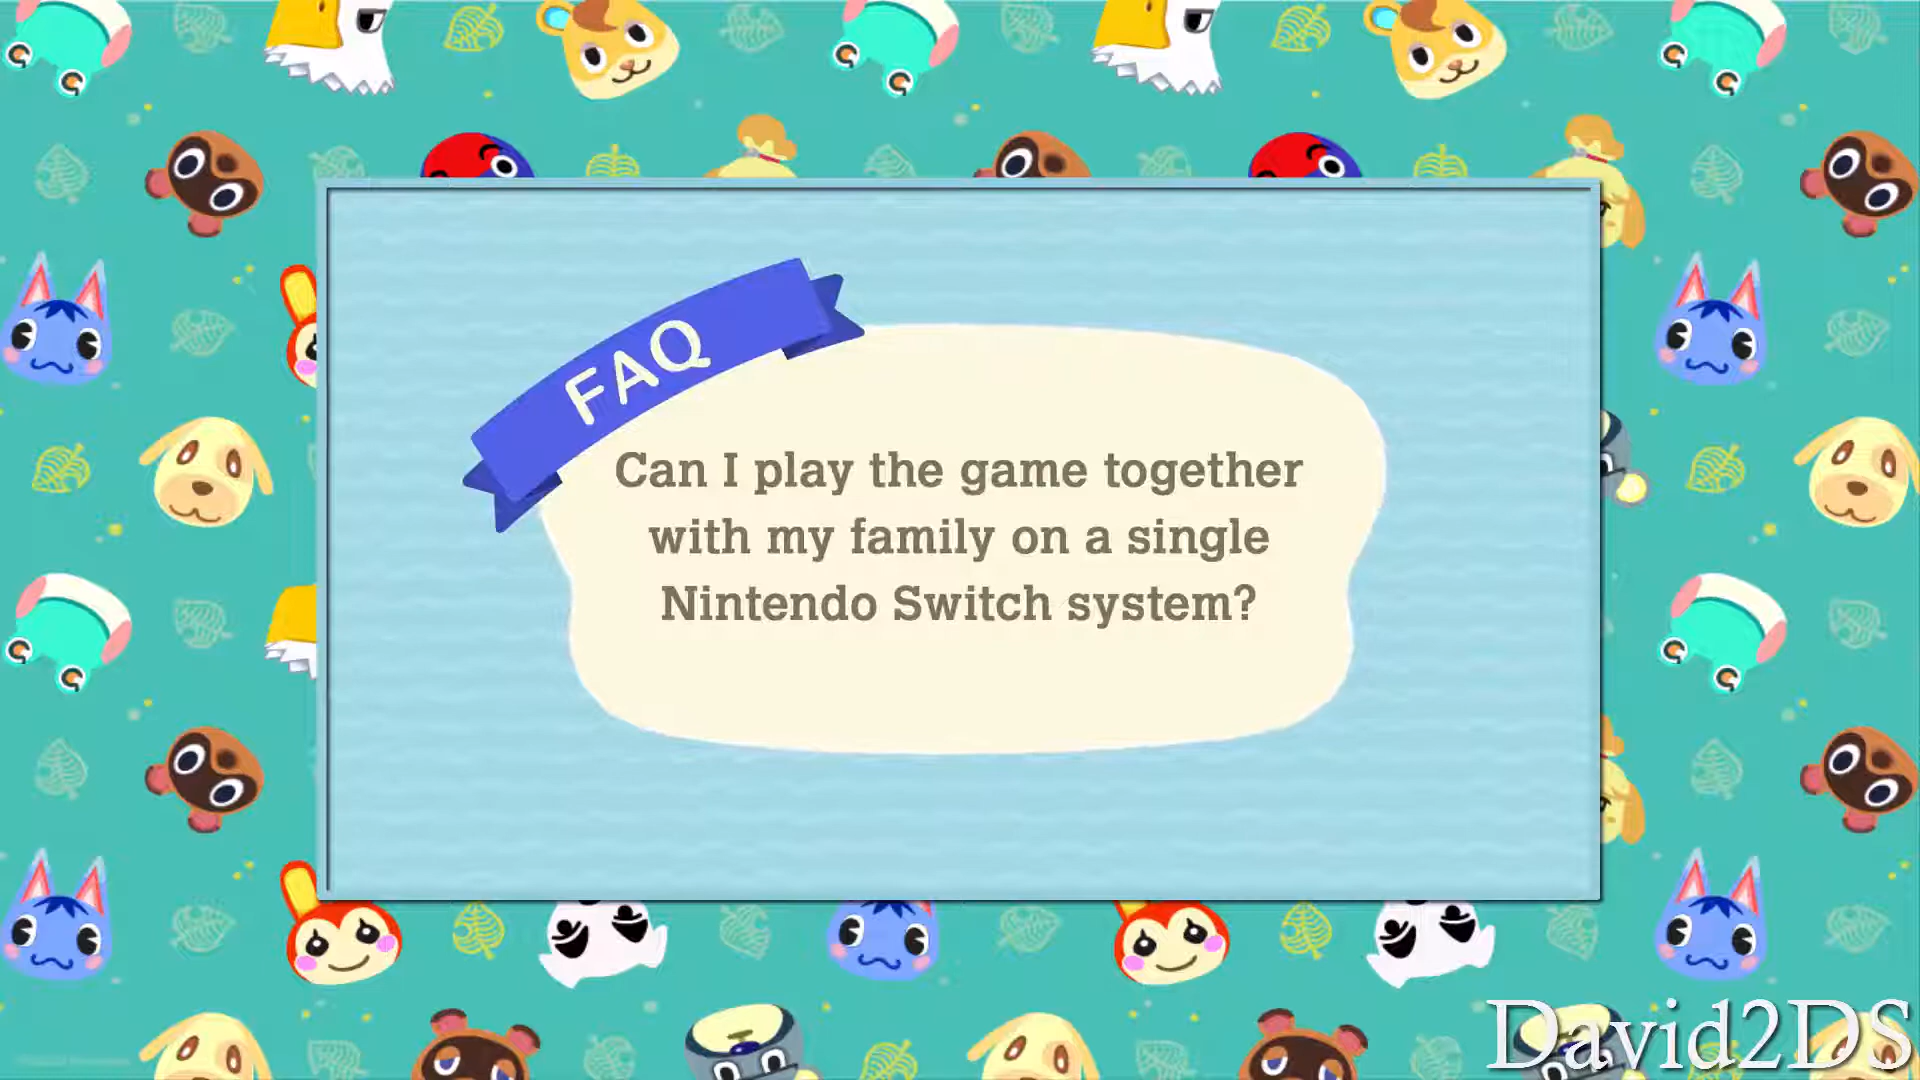 FAQ
Can I play the game together
with my family on a single
Nintendo Switch system?
David2DS